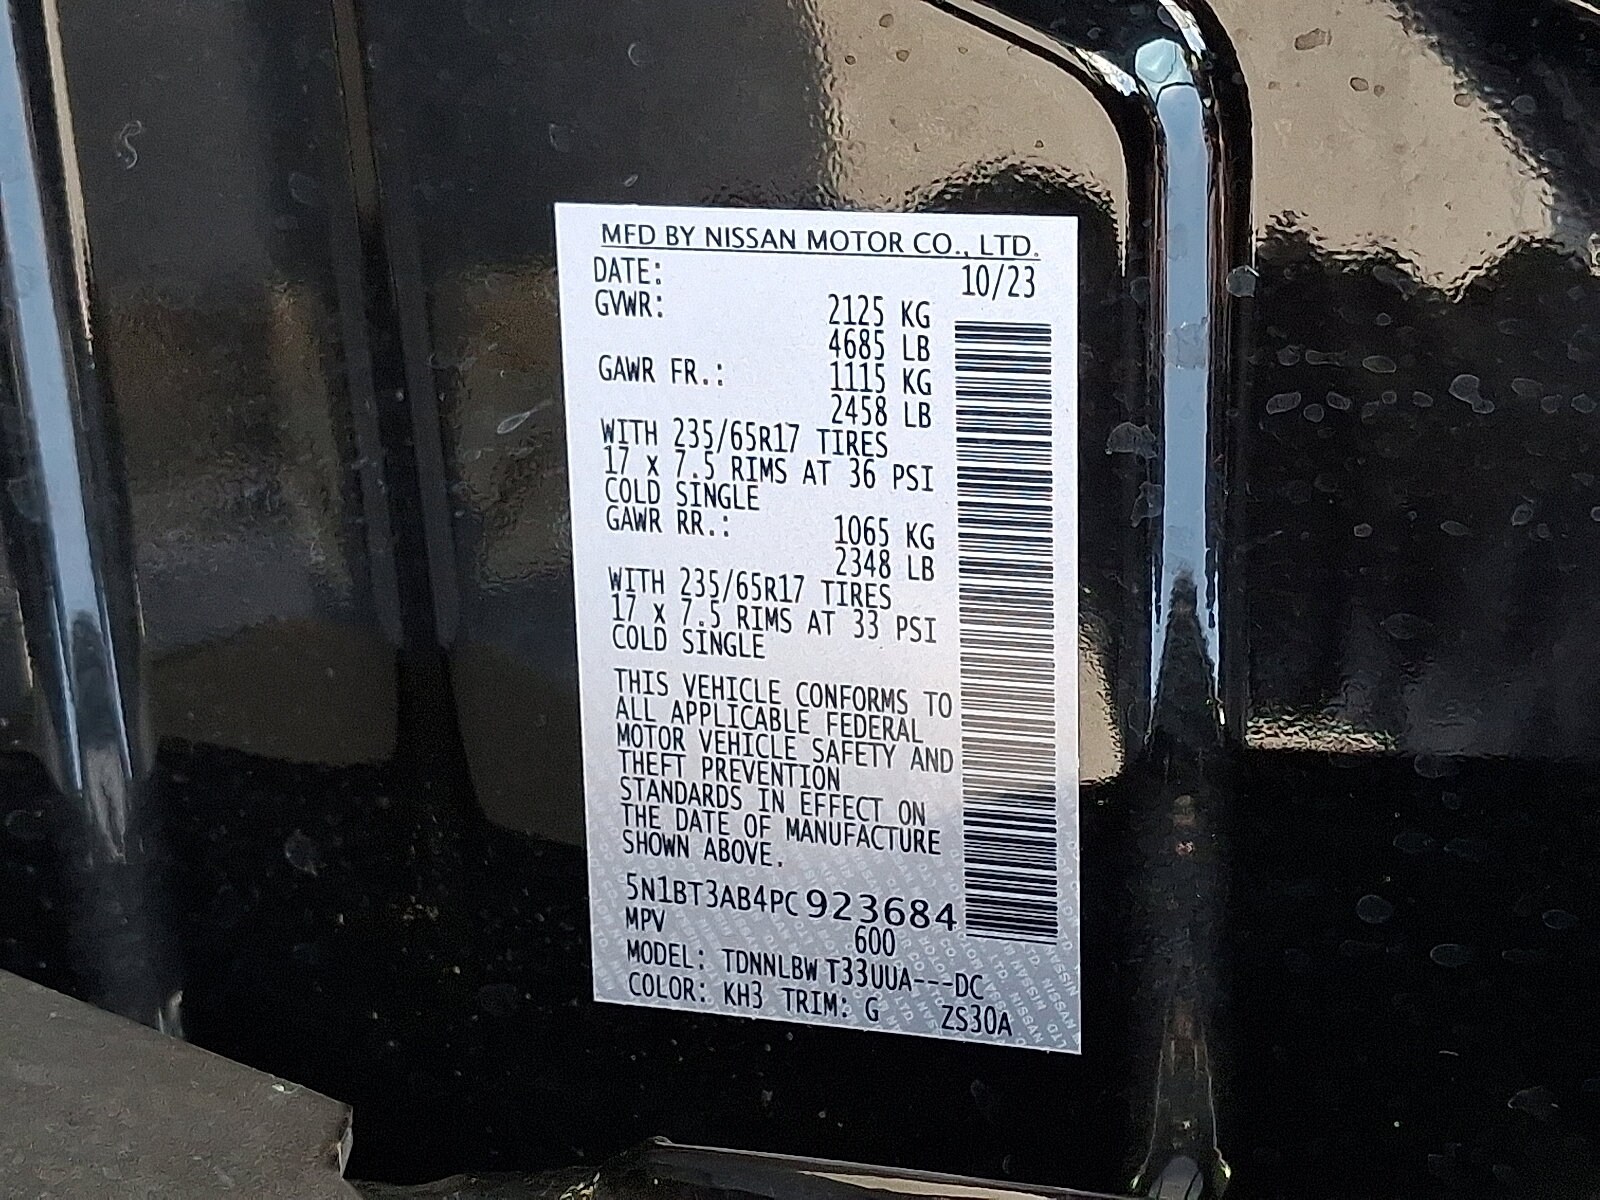 MFD BY NISSAN MOTOR CO., LTD.
DATE: 10/23
GVWR: 2125 KG
4685 LB
GAWR FR.: 1115 KG
2458 LB
WITH 235/65R17 TIRES
17 x 7.5 RIMS AT 36 PSI
COLD SINGLE
GAWR RR.: 1065 KG
2348 LB
WITH 235/65R17 TIRES
17 x 7.5 RIMS AT 33 PSI
COLD SINGLE
THIS VEHICLE CONFORMS TO
ALL APPLICABLE FEDERAL
MOTOR VEHICLE SAFETY AND
THEFT PREVENTION
STANDARDS IN EFFECT ON
THE DATE OF MANUFACTURE
SHOWN ABOVE.
5N1BT3AB4PC923684
MPV 600
MODEL: TDNNLBW T33UUA---DC
COLOR: KH3 TRIM: G ZS30A